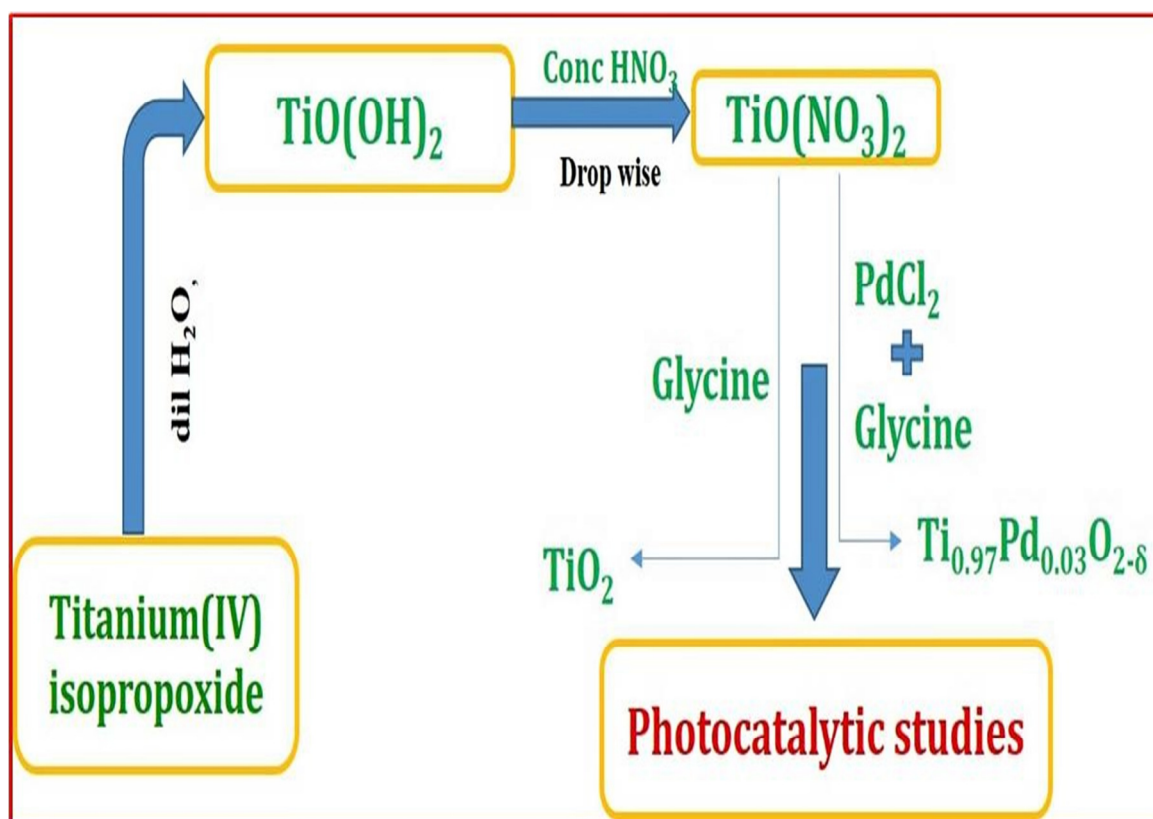 TiO(OH)₂
Conc HNO₃
Drop wise
TiO(NO₃)₂
dil H₂O,
Titanium(IV)
isopropoxide
Glycine
PdCl₂
+
Glycine
TiO₂
Ti₀.₉₇Pd₀.₀₃O₂₋δ
Photocatalytic studies